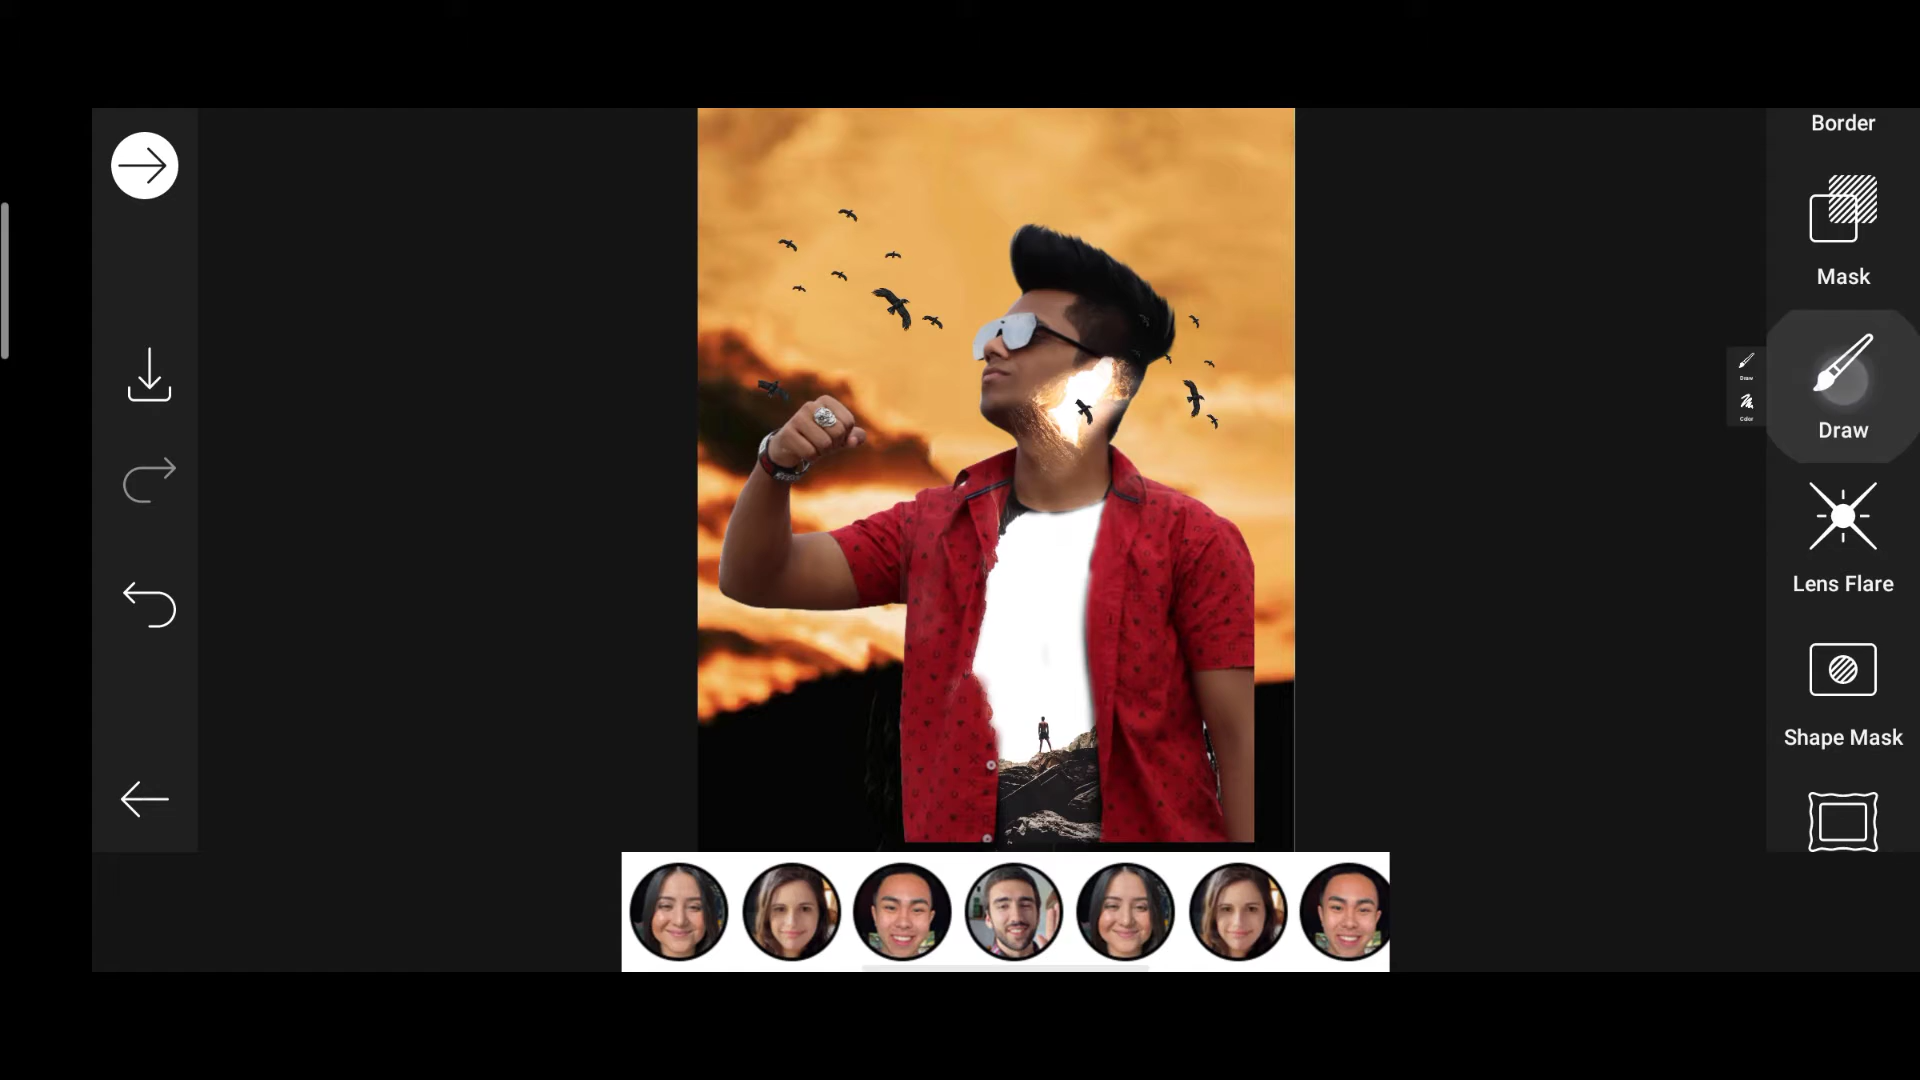 Border
Mask
Draw
Draw
Color
Lens Flare
Shape Mask